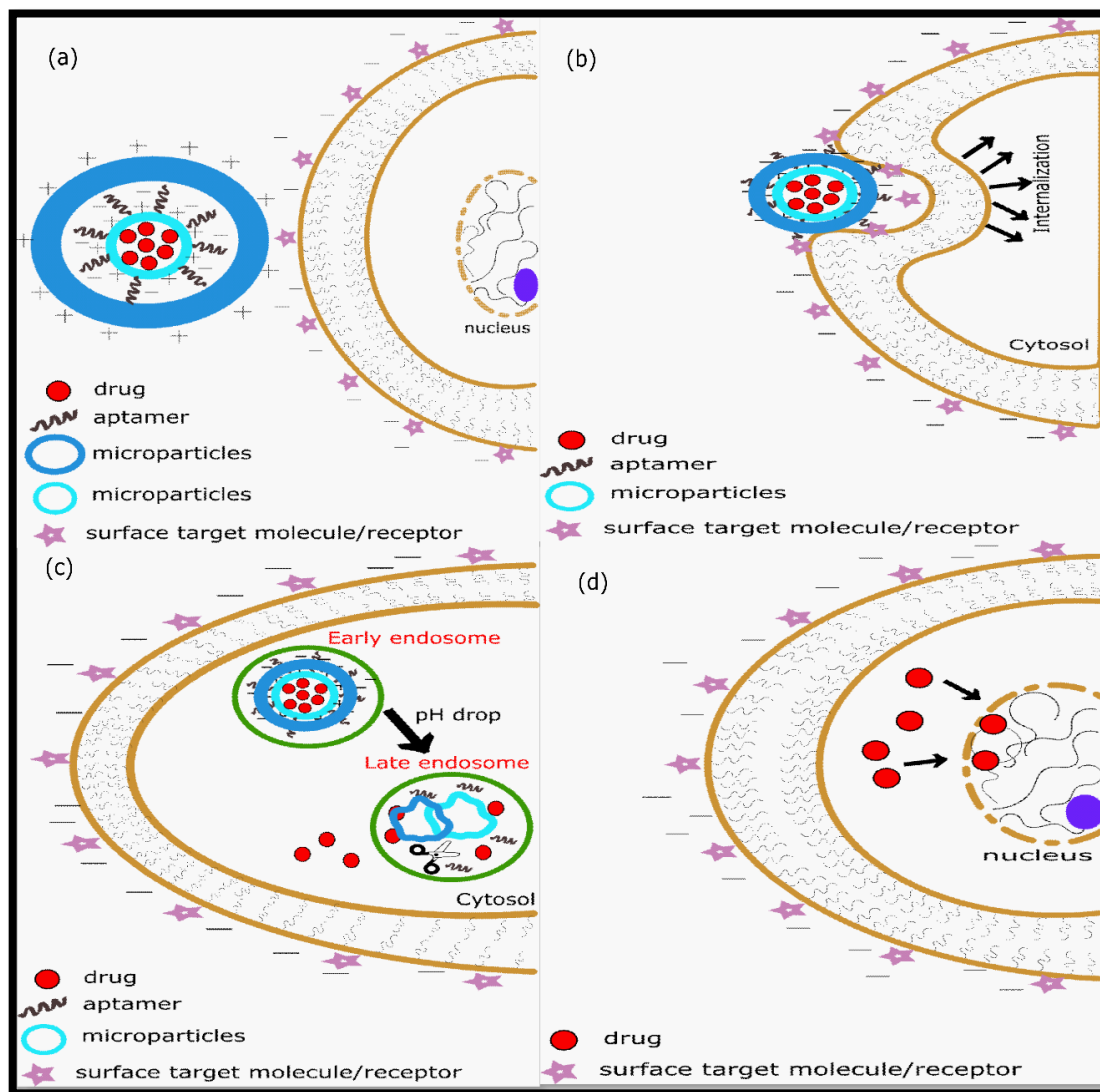 (a)
nucleus
drug
aptamer
microparticles
microparticles
surface target molecule/receptor
(b)
Internalization
Cytosol
drug
aptamer
microparticles
surface target molecule/receptor
(c)
Early endosome
pH drop
Late endosome
Cytosol
drug
aptamer
microparticles
surface target molecule/receptor
(d)
nucleus
drug
surface target molecule/receptor